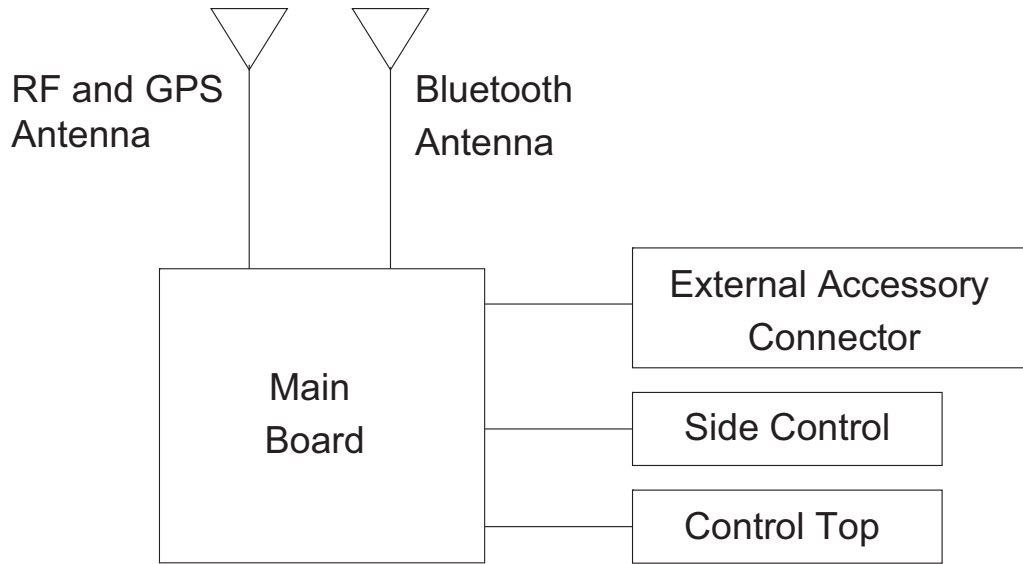 RF and GPS
Antenna
Bluetooth
Antenna
External Accessory
Connector
Main
Board
Side Control
Control Top